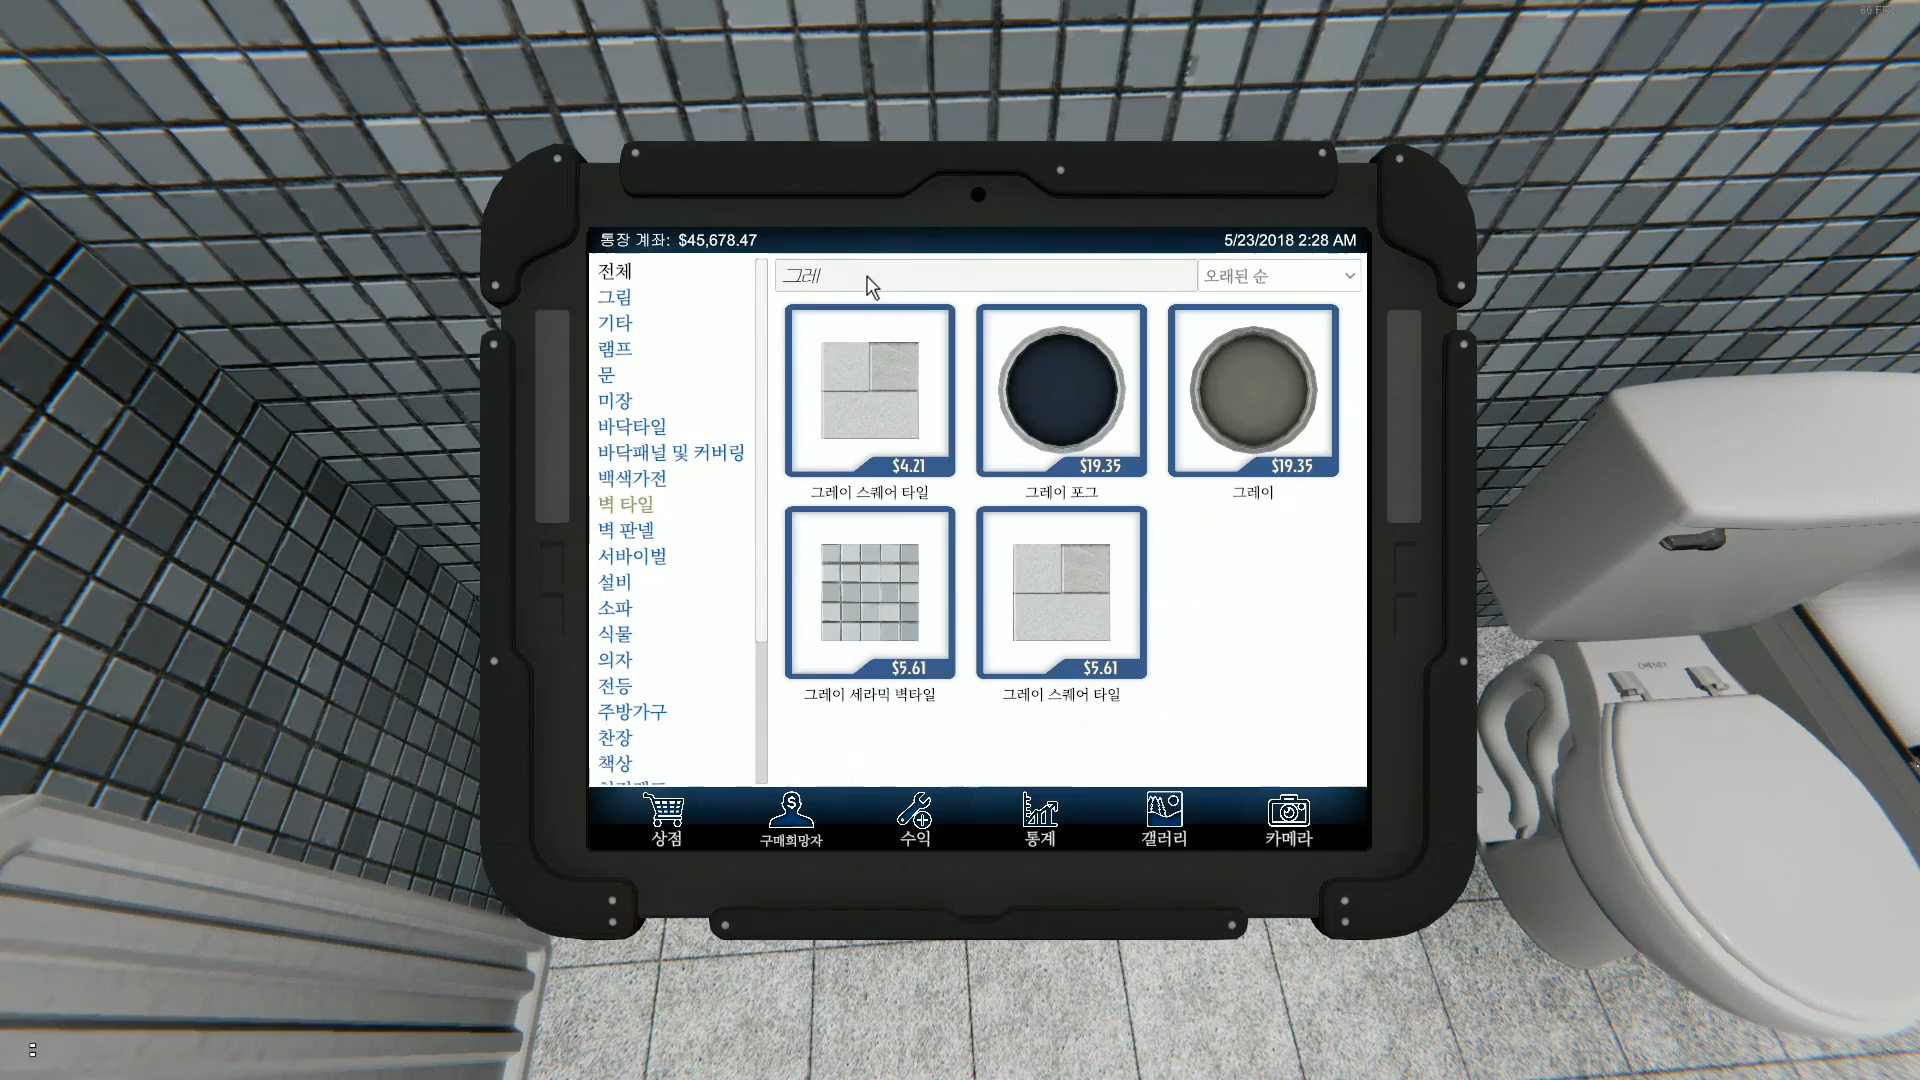 60 FPS
통장 계좌: $45,678.47
5/23/2018 2:28 AM
전체
그림
기타
램프
문
미장
바닥타일
바닥패널 및 커버링
백색가전
벽 타일
벽 판넬
서바이벌
설비
소파
식물
의자
전등
주방가구
찬장
책상
그레
오래된 순
$4.21
$19.35
$19.35
그레이 스퀘어 타일
그레이 포그
그레이
$5.61
$5.61
그레이 세라믹 벽타일
그레이 스퀘어 타일
상점
구매희망자
수익
통계
갤러리
카메라